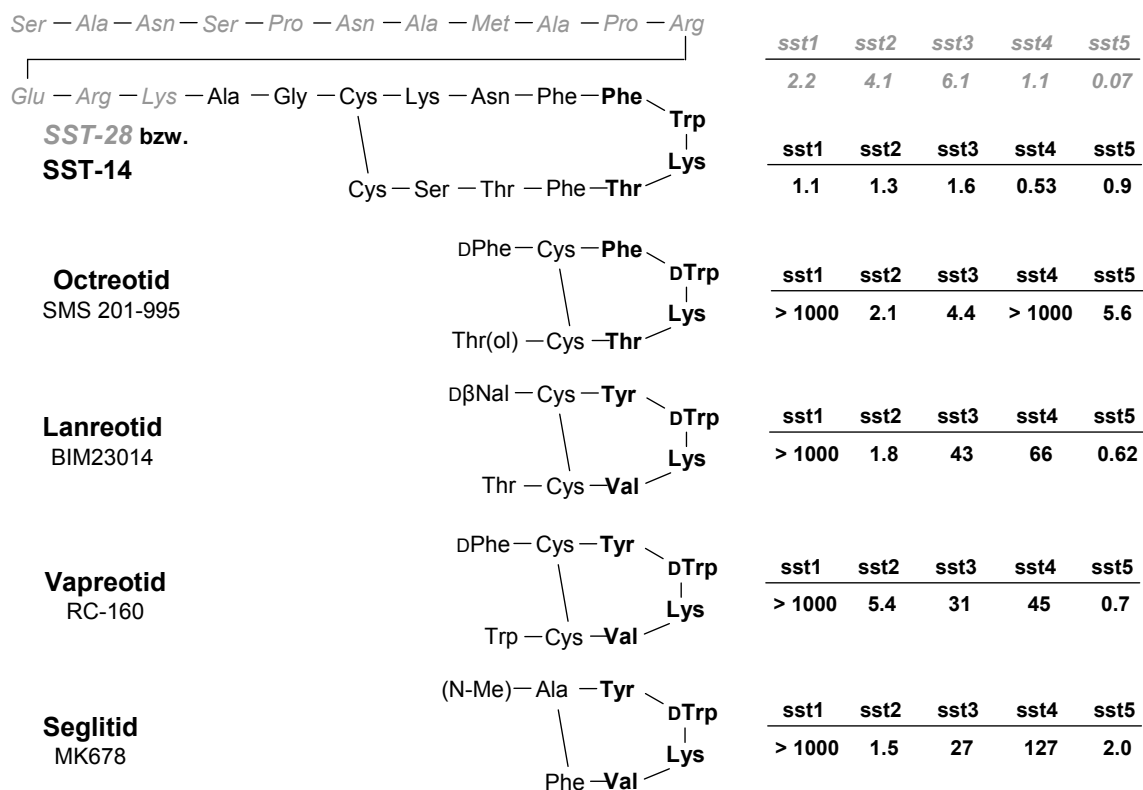 Ser — Ala — Asn — Ser — Pro — Asn — Ala — Met — Ala — Pro — Arg
Glu — Arg — Lys — Ala — Gly — Cys — Lys — Asn — Phe — Phe
Trp
Lys
Cys — Ser — Thr — Phe — Thr
SST-28 bzw.
SST-14
sst1 sst2 sst3 sst4 sst5
2.2 4.1 6.1 1.1 0.07
sst1 sst2 sst3 sst4 sst5
1.1 1.3 1.6 0.53 0.9
Octreotid
SMS 201-995
DPhe — Cys — Phe
DTrp
Lys
Thr(ol) — Cys — Thr
sst1 sst2 sst3 sst4 sst5
> 1000 2.1 4.4 > 1000 5.6
Lanreotid
BIM23014
DβNal — Cys — Tyr
DTrp
Lys
Thr — Cys — Val
sst1 sst2 sst3 sst4 sst5
> 1000 1.8 43 66 0.62
Vapreotid
RC-160
DPhe — Cys — Tyr
DTrp
Lys
Trp — Cys — Val
sst1 sst2 sst3 sst4 sst5
> 1000 5.4 31 45 0.7
Seglitid
MK678
(N-Me) — Ala — Tyr
DTrp
Lys
Phe — Val
sst1 sst2 sst3 sst4 sst5
> 1000 1.5 27 127 2.0